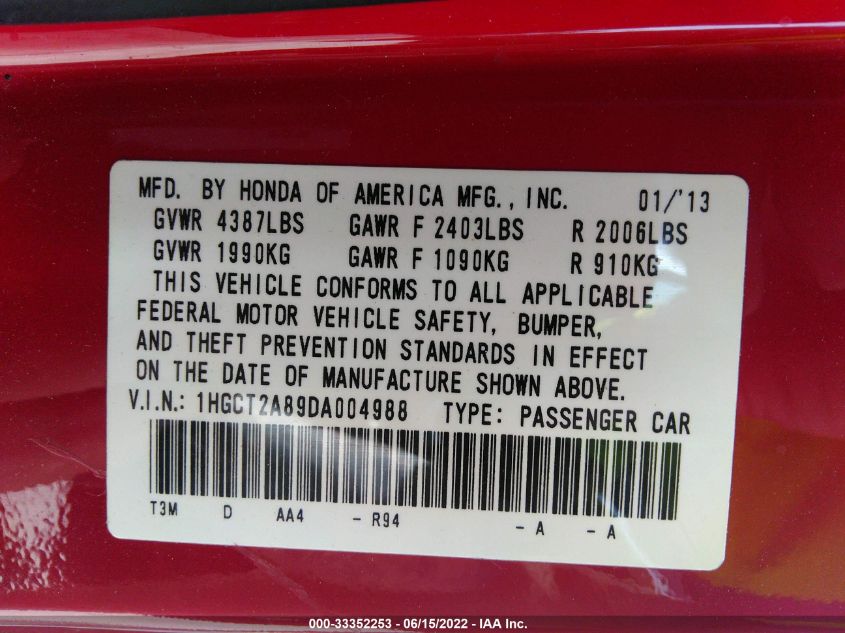 MFD. BY HONDA OF AMERICA MFG., INC. 01/'13
GVWR 4387LBS GAWR F 2403LBS R 2006LBS
GVWR 1990KG GAWR F 1090KG R 910KG
THIS VEHICLE CONFORMS TO ALL APPLICABLE
FEDERAL MOTOR VEHICLE SAFETY, BUMPER,
AND THEFT PREVENTION STANDARDS IN EFFECT
ON THE DATE OF MANUFACTURE SHOWN ABOVE.
V.I.N.: 1HGCT2A89DA004988 TYPE: PASSENGER CAR
T3M D AA4 - R94 - A - A
000-33352253 - 06/15/2022 - IAA Inc.